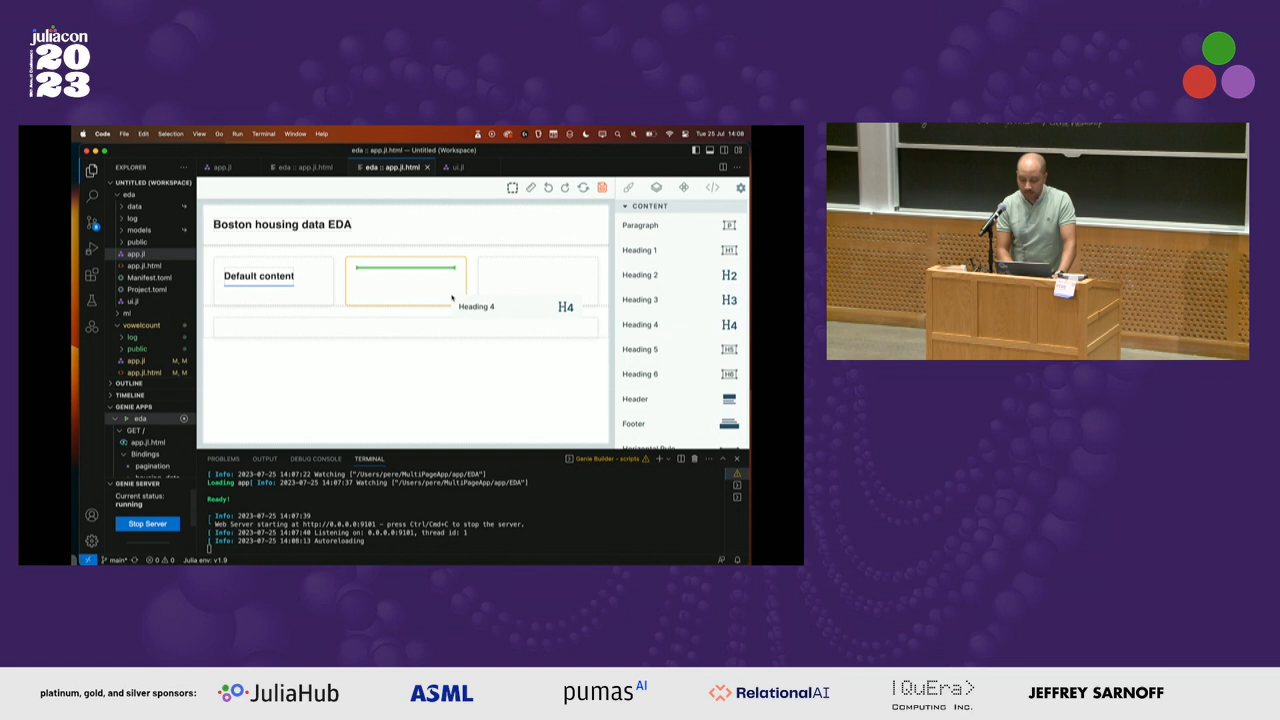 juliacon
20
23
Code File Edit Selection View Go Run Terminal Window Help
Tue 25 Jul 14:08
eda :: app.jl.html — Untitled (Workspace)
EXPLORER
app.jl
eda :: app.jl.html
eda :: app.jl.html
ui.jl
UNTITLED (WORKSPACE)
eda
data
log
models
public
app.jl
app.jl.html
Manifest.toml
Project.toml
ui.jl
ml
vowelcount
log
public
app.jl M, M
app.jl.html M, M
OUTLINE
TIMELINE
GENIE APPS
eda
GET /
app.jl.html
Bindings
pagination
GENIE SERVER
Current status:
running
Stop Server
Boston housing data EDA
Default content
Heading 4 H4
CONTENT
Paragraph P
Heading 1 H1
Heading 2 H2
Heading 3 H3
Heading 4 H4
Heading 5 H5
Heading 6 H6
Header
Footer
Horizontal Rule
PROBLEMS OUTPUT DEBUG CONSOLE TERMINAL
Genie Builder - scripts
[ Info: 2023-07-25 14:07:22 Watching ["/Users/pere/MultiPageApp/app/EDA"]
Loading app[ Info: 2023-07-25 14:07:37 Watching ["/Users/pere/MultiPageApp/app/EDA"]
Ready!
┌ Info: 2023-07-25 14:07:39
└ Web Server starting at http://0.0.0.0:9101 - press Ctrl/Cmd+C to stop the server.
[ Info: 2023-07-25 14:07:40 Listening on: 0.0.0.0:9101, thread id: 1
[ Info: 2023-07-25 14:08:13 Autoreloading
main* 0 0 Julia env: v1.9
platinum, gold, and silver sponsors:
JuliaHub
ASML
pumas AI
RelationalAI
|QuEra>
COMPUTING INC.
JEFFREY SARNOFF